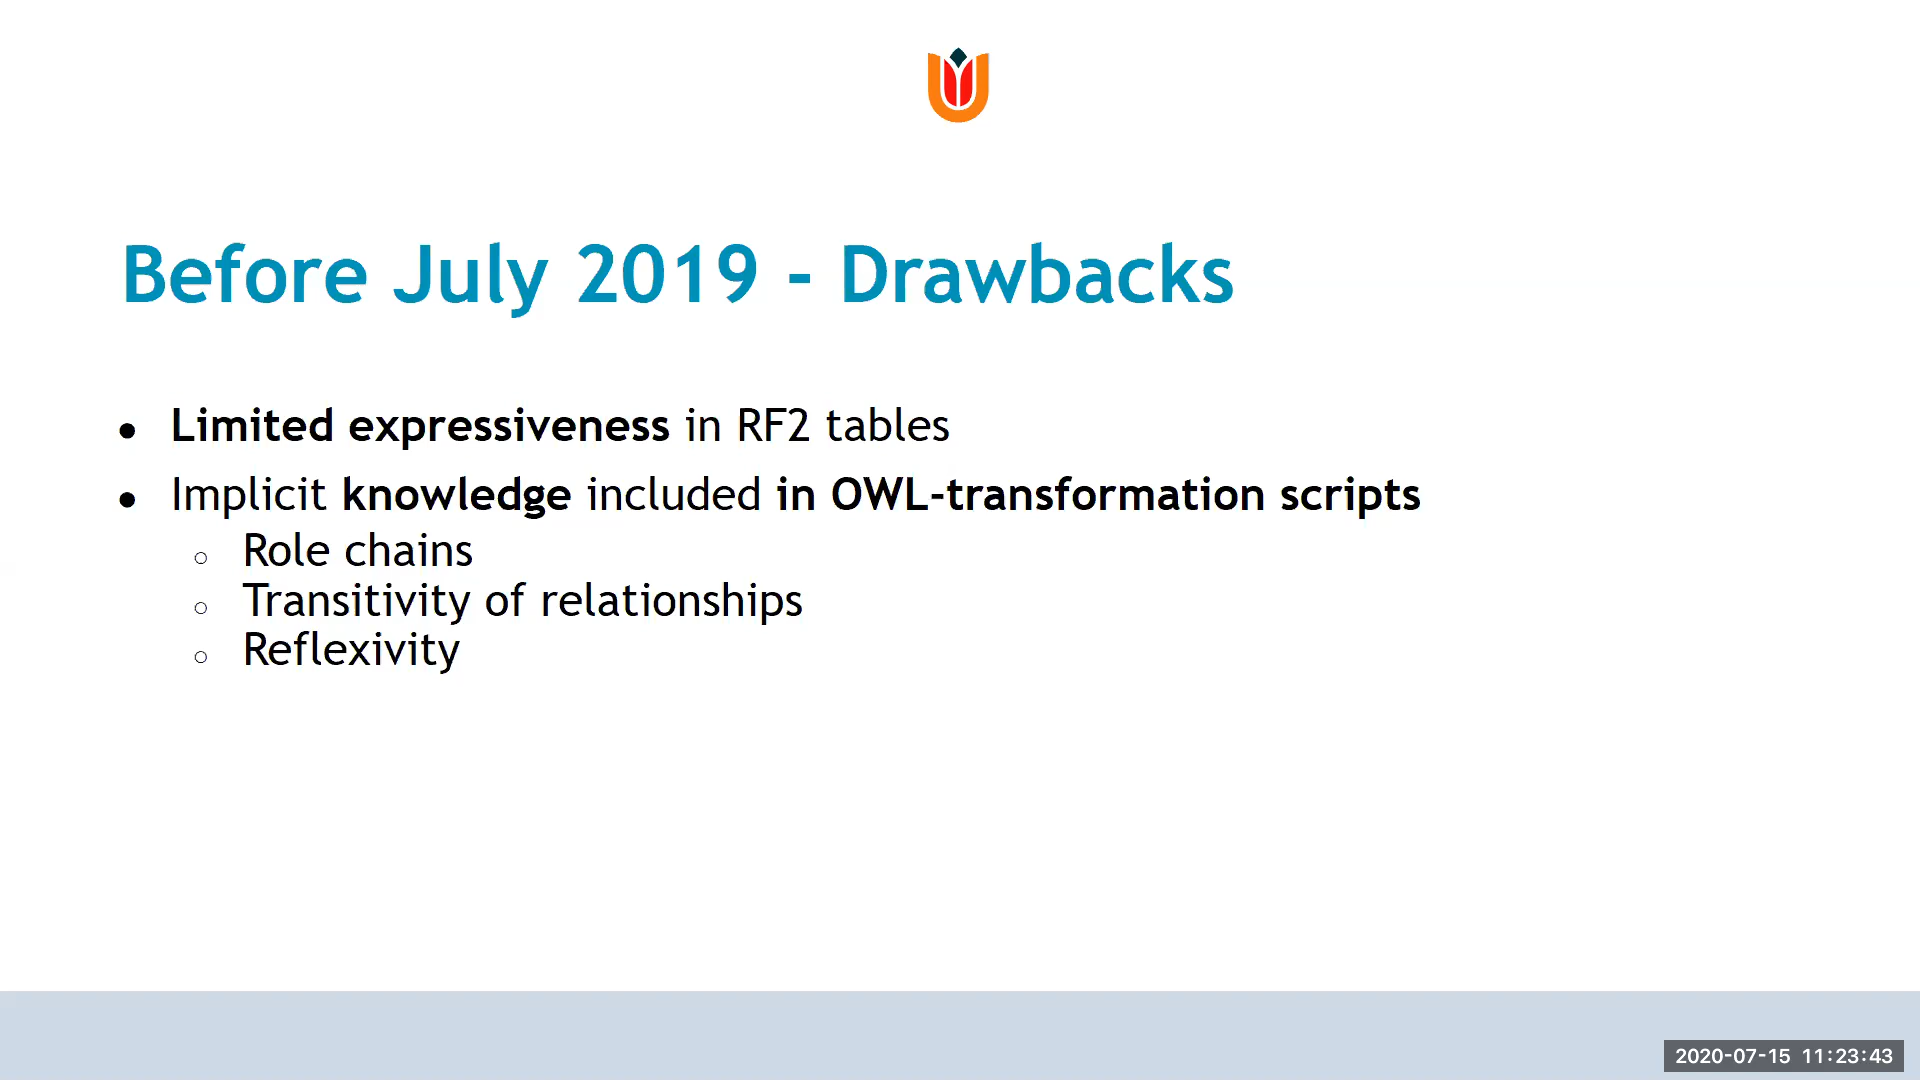 Before July 2019 - Drawbacks
● Limited expressiveness in RF2 tables
● Implicit knowledge included in OWL-transformation scripts
○ Role chains
○ Transitivity of relationships
○ Reflexivity
2020-07-15 11:23:43